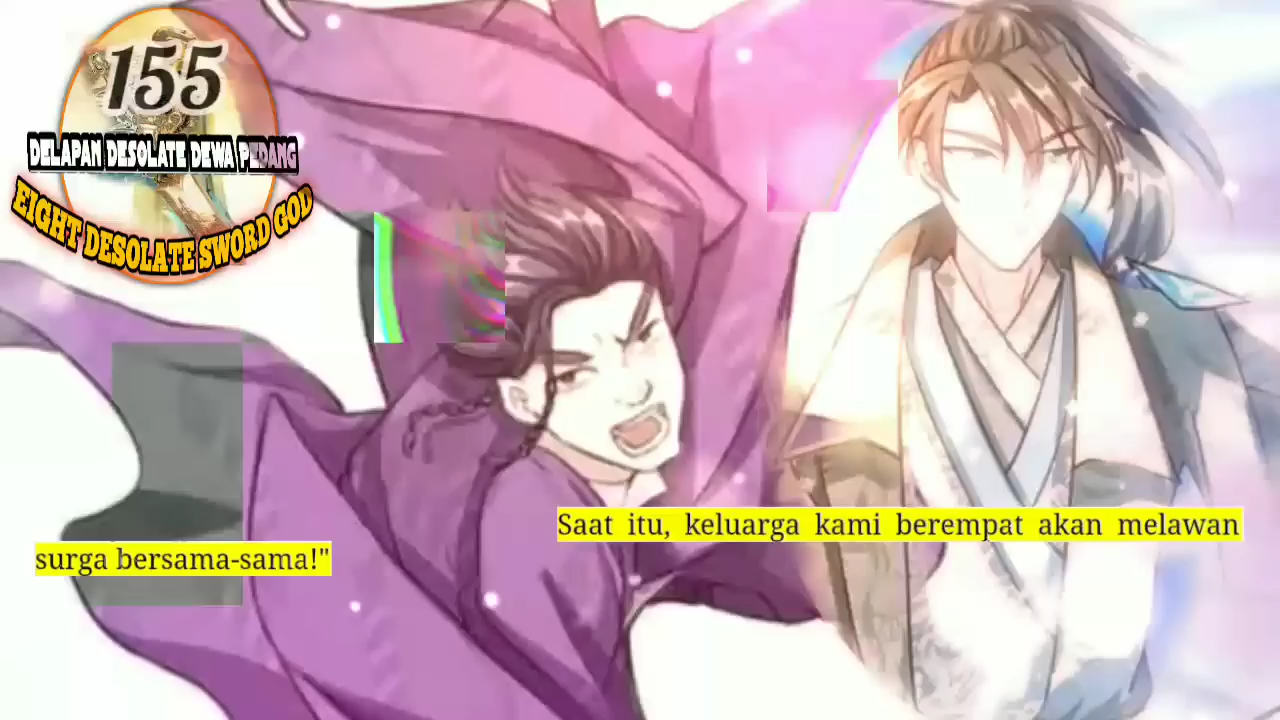 155
DELAPAN DESOLATE DEWA PEDANG
EIGHT DESOLATE SWORD GOD
Saat itu, keluarga kami berempat akan melawan
surga bersama-sama!"